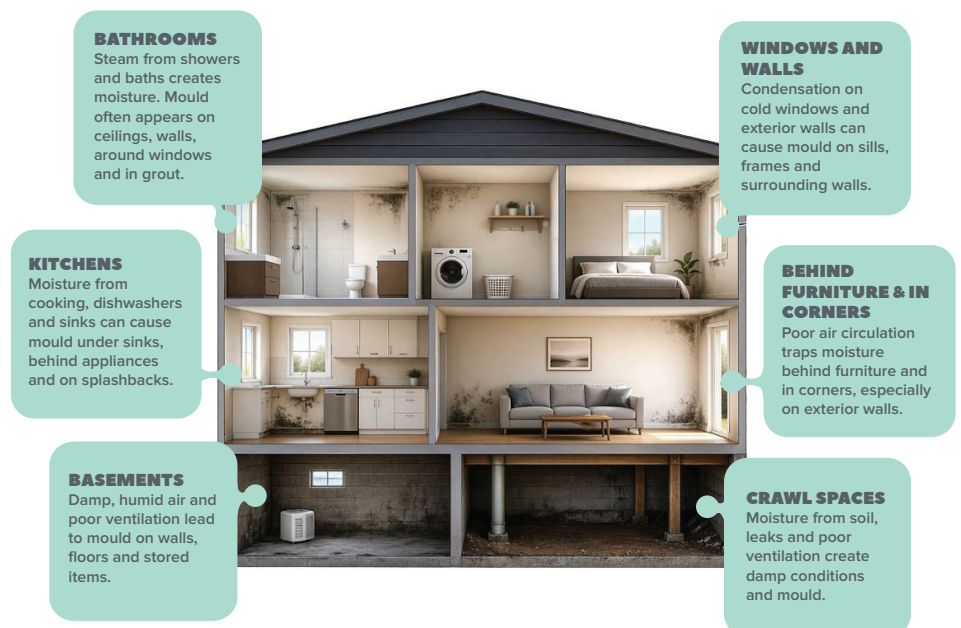 BATHROOMS
Steam from showers
and baths creates
moisture. Mould
often appears on
ceilings, walls,
around windows
and in grout.
WINDOWS AND
WALLS
Condensation on
cold windows and
exterior walls can
cause mould on sills,
frames and
surrounding walls.
KITCHENS
Moisture from
cooking, dishwashers
and sinks can cause
mould under sinks,
behind appliances
and on splashbacks.
BEHIND
FURNITURE & IN
CORNERS
Poor air circulation
traps moisture
behind furniture and
in corners, especially
on exterior walls.
BASEMENTS
Damp, humid air and
poor ventilation lead
to mould on walls,
floors and stored
items.
CRAWL SPACES
Moisture from soil,
leaks and poor
ventilation create
damp conditions
and mould.